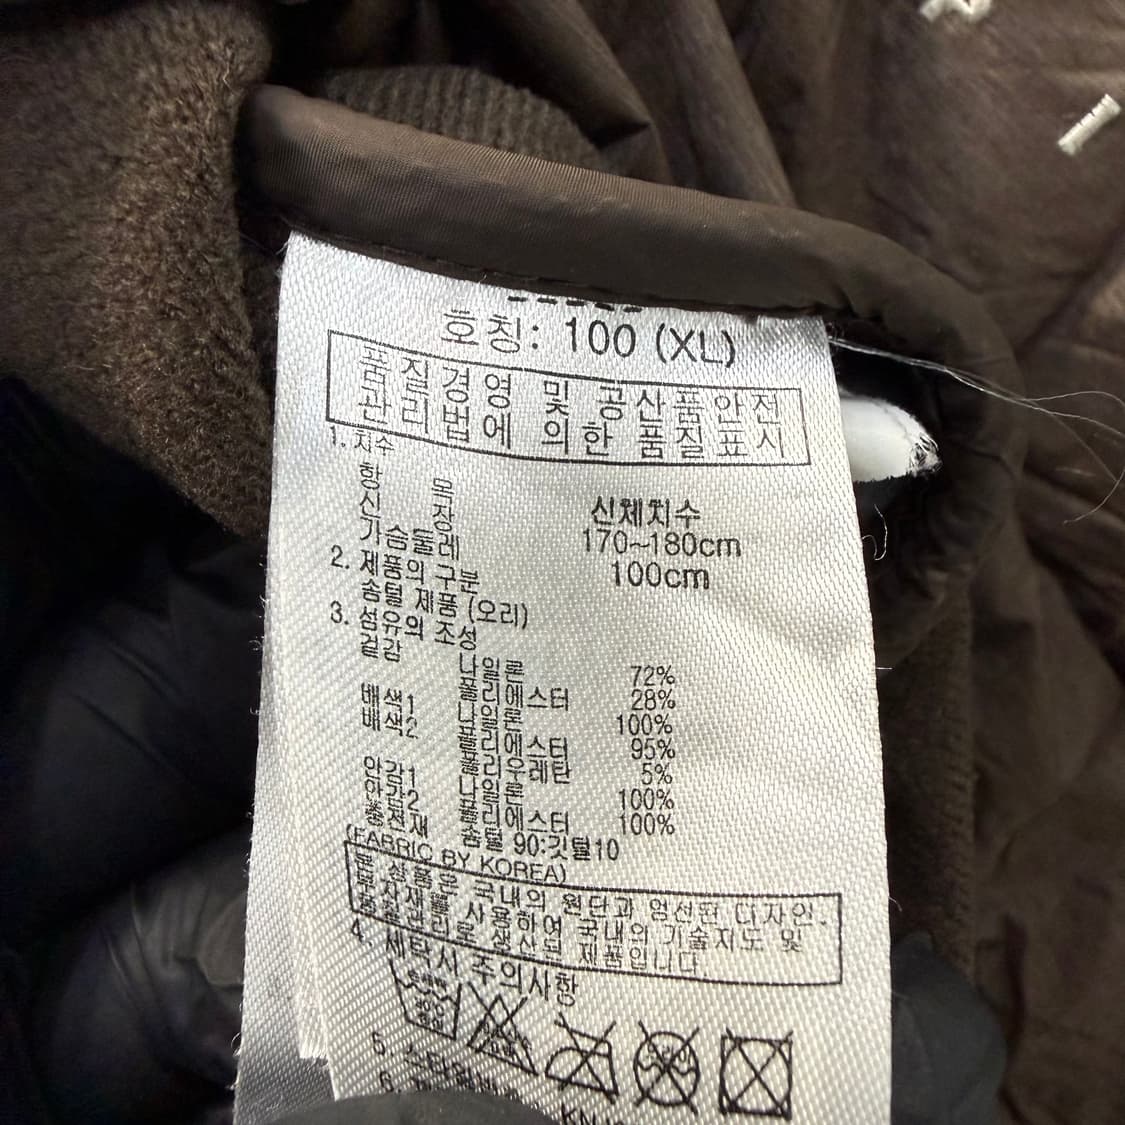 호칭: 100 (XL)
품질경영 및 공산품안전
관리법에 의한 품질표시
1. 치수
항 목 신체치수
신 장 170~180cm
가슴둘레 100cm
2. 제품의 구분
솜털 제품 (오리)
3. 섬유의 조성
겉감 나일론 72%
폴리에스터 28%
배색1 나일론 100%
배색2 폴리에스터 95%
폴리우레탄 5%
안감1 나일론 100%
안감2 폴리에스터 100%
충전재 솜털 90:깃털10
(FABRIC BY KOREA)
본 상품은 국내의 원단과 엄선된 디자인.
부자재를 사용하여 국내의 기술지도 및
품질관리로 생산된 제품입니다.
4. 세탁시 주의사항
5. 스타일번
6.